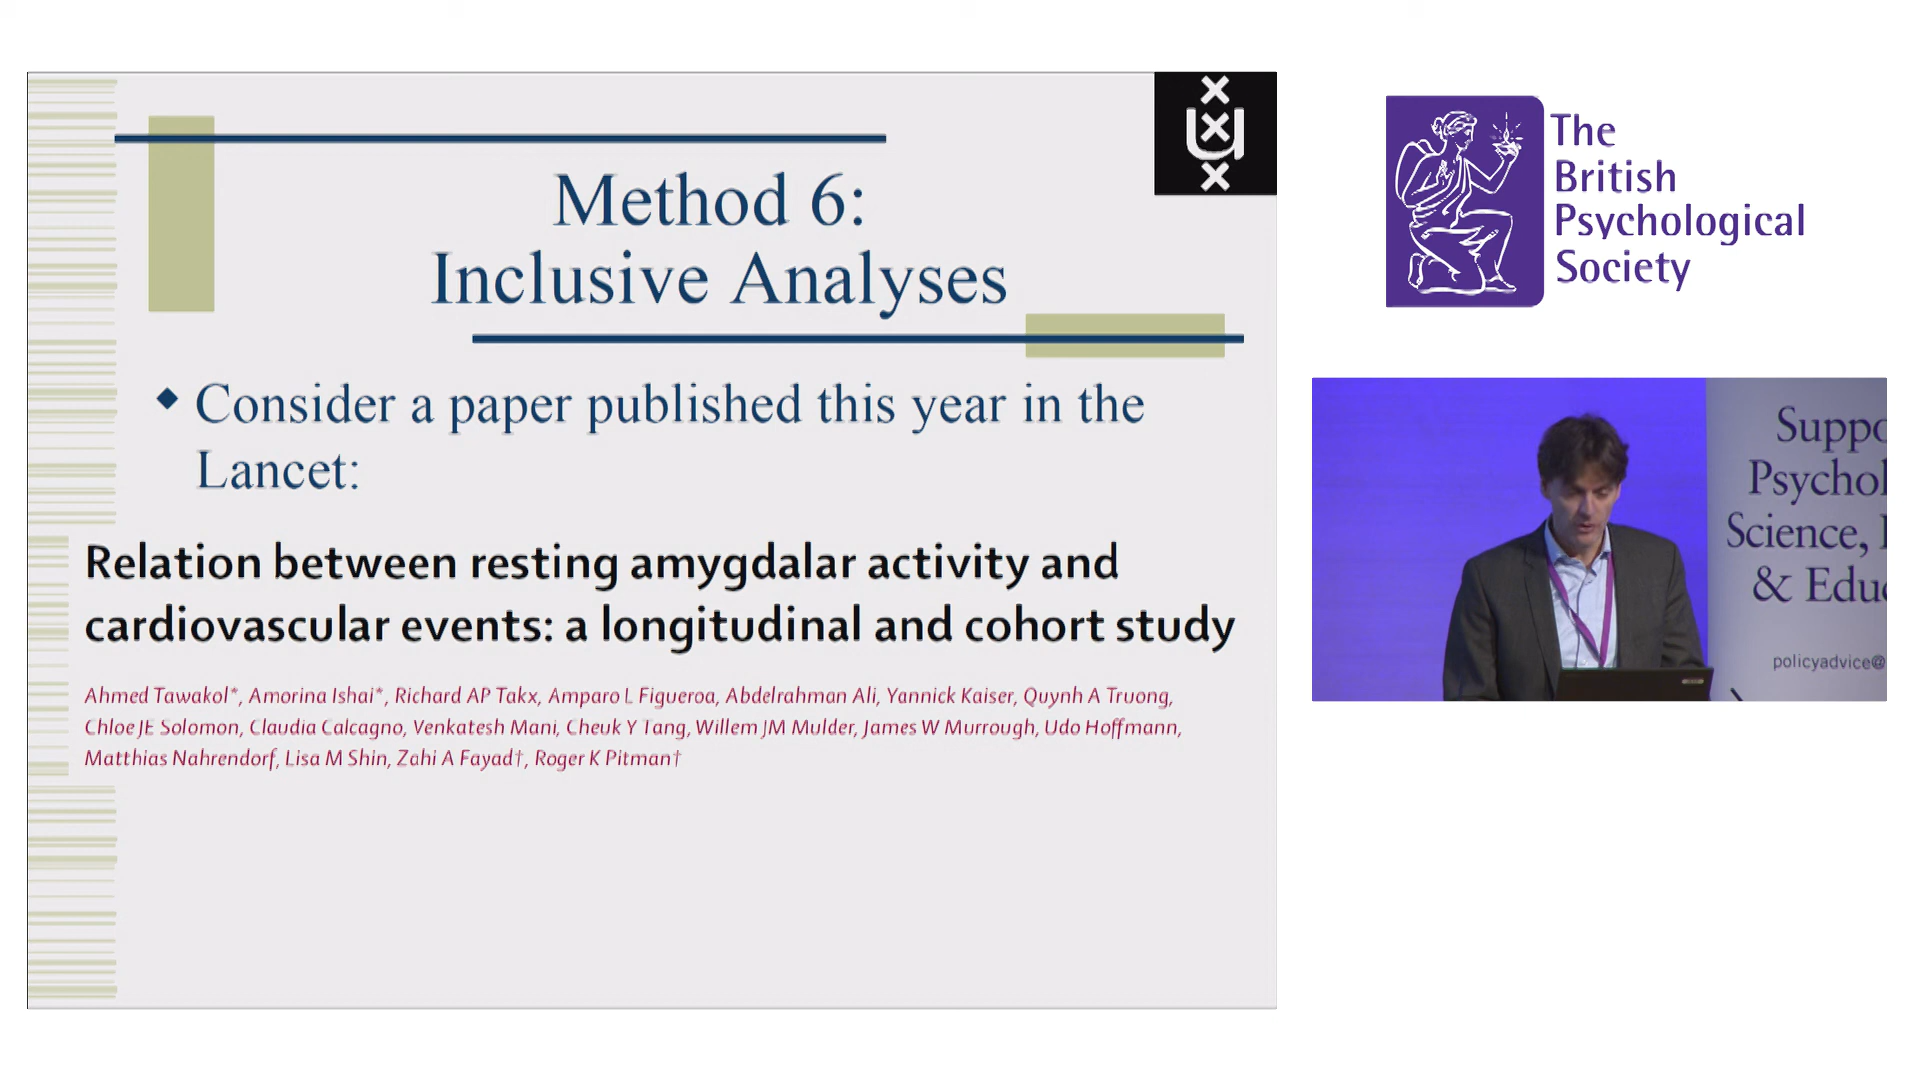 Method 6:
Inclusive Analyses
Consider a paper published this year in the
Lancet:
Relation between resting amygdalar activity and
cardiovascular events: a longitudinal and cohort study
Ahmed Tawakol*, Amorina Ishai*, Richard AP Takx, Amparo L Figueroa, Abdelrahman Ali, Yannick Kaiser, Quynh A Truong,
Chloe JE Solomon, Claudia Calcagno, Venkatesh Mani, Cheuk Y Tang, Willem JM Mulder, James W Murrough, Udo Hoffmann,
Matthias Nahrendorf, Lisa M Shin, Zahi A Fayad†, Roger K Pitman†
The
British
Psychological
Society
Suppo
Psychol
Science,
& Educ
policyadvice@